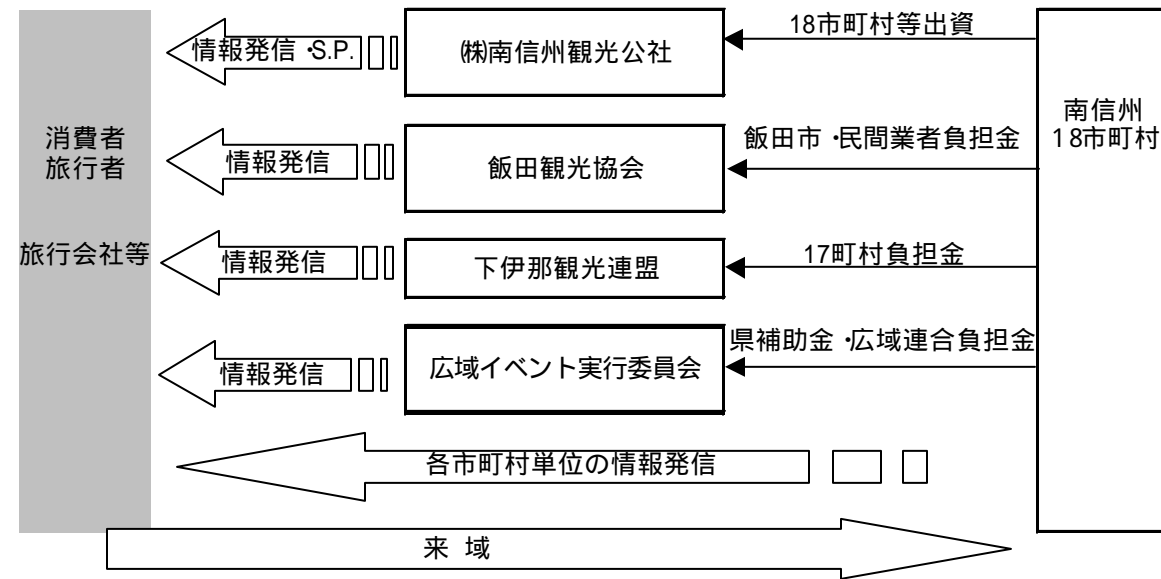 情報発信・S.P.
㈱南信州観光公社
18市町村等出資
南信州
18市町村
消費者
旅行者
旅行会社等
情報発信
飯田観光協会
飯田市・民間業者負担金
情報発信
下伊那観光連盟
17町村負担金
情報発信
広域イベント実行委員会
県補助金・広域連合負担金
各市町村単位の情報発信
来 域